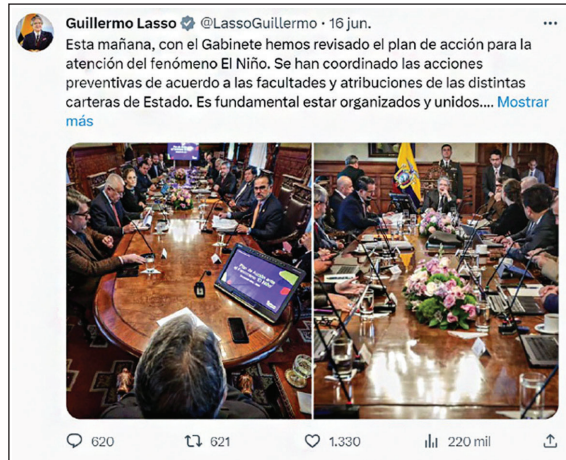 Guillermo Lasso @LassoGuillermo · 16 jun.
Esta mañana, con el Gabinete hemos revisado el plan de acción para la
atención del fenómeno El Niño. Se han coordinado las acciones
preventivas de acuerdo a las facultades y atribuciones de las distintas
carteras de Estado. Es fundamental estar organizados y unidos.... Mostrar
más
620 621 1.330 220 mil